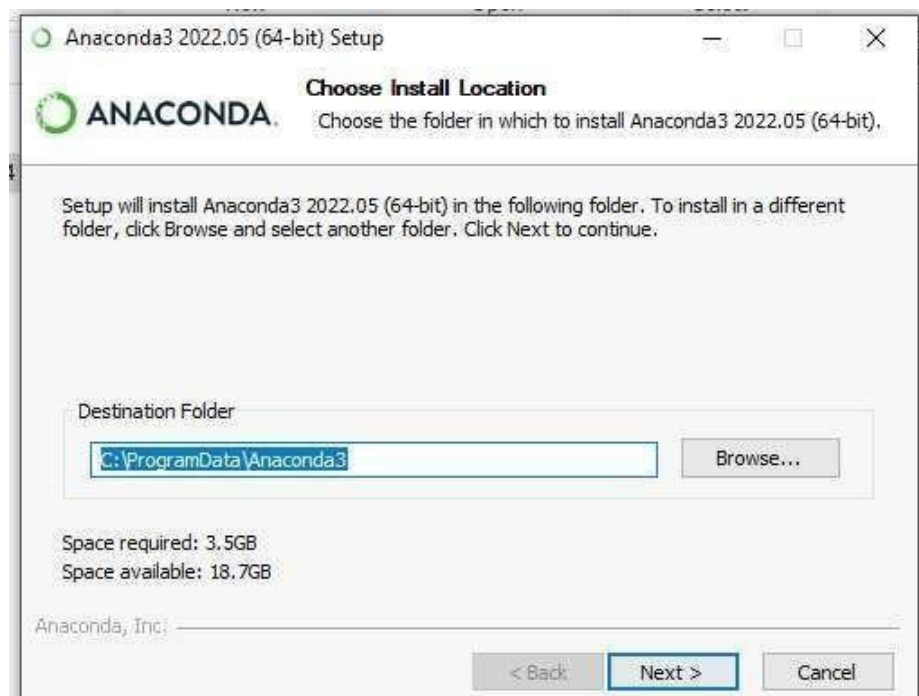 Anaconda3 2022.05 (64-bit) Setup
ANACONDA.
Choose Install Location
Choose the folder in which to install Anaconda3 2022.05 (64-bit).
Setup will install Anaconda3 2022.05 (64-bit) in the following folder. To install in a different
folder, click Browse and select another folder. Click Next to continue.
Destination Folder
C:\ProgramData\Anaconda3
Browse...
Space required: 3.5GB
Space available: 18.7GB
Anaconda, Inc.
< Back
Next >
Cancel